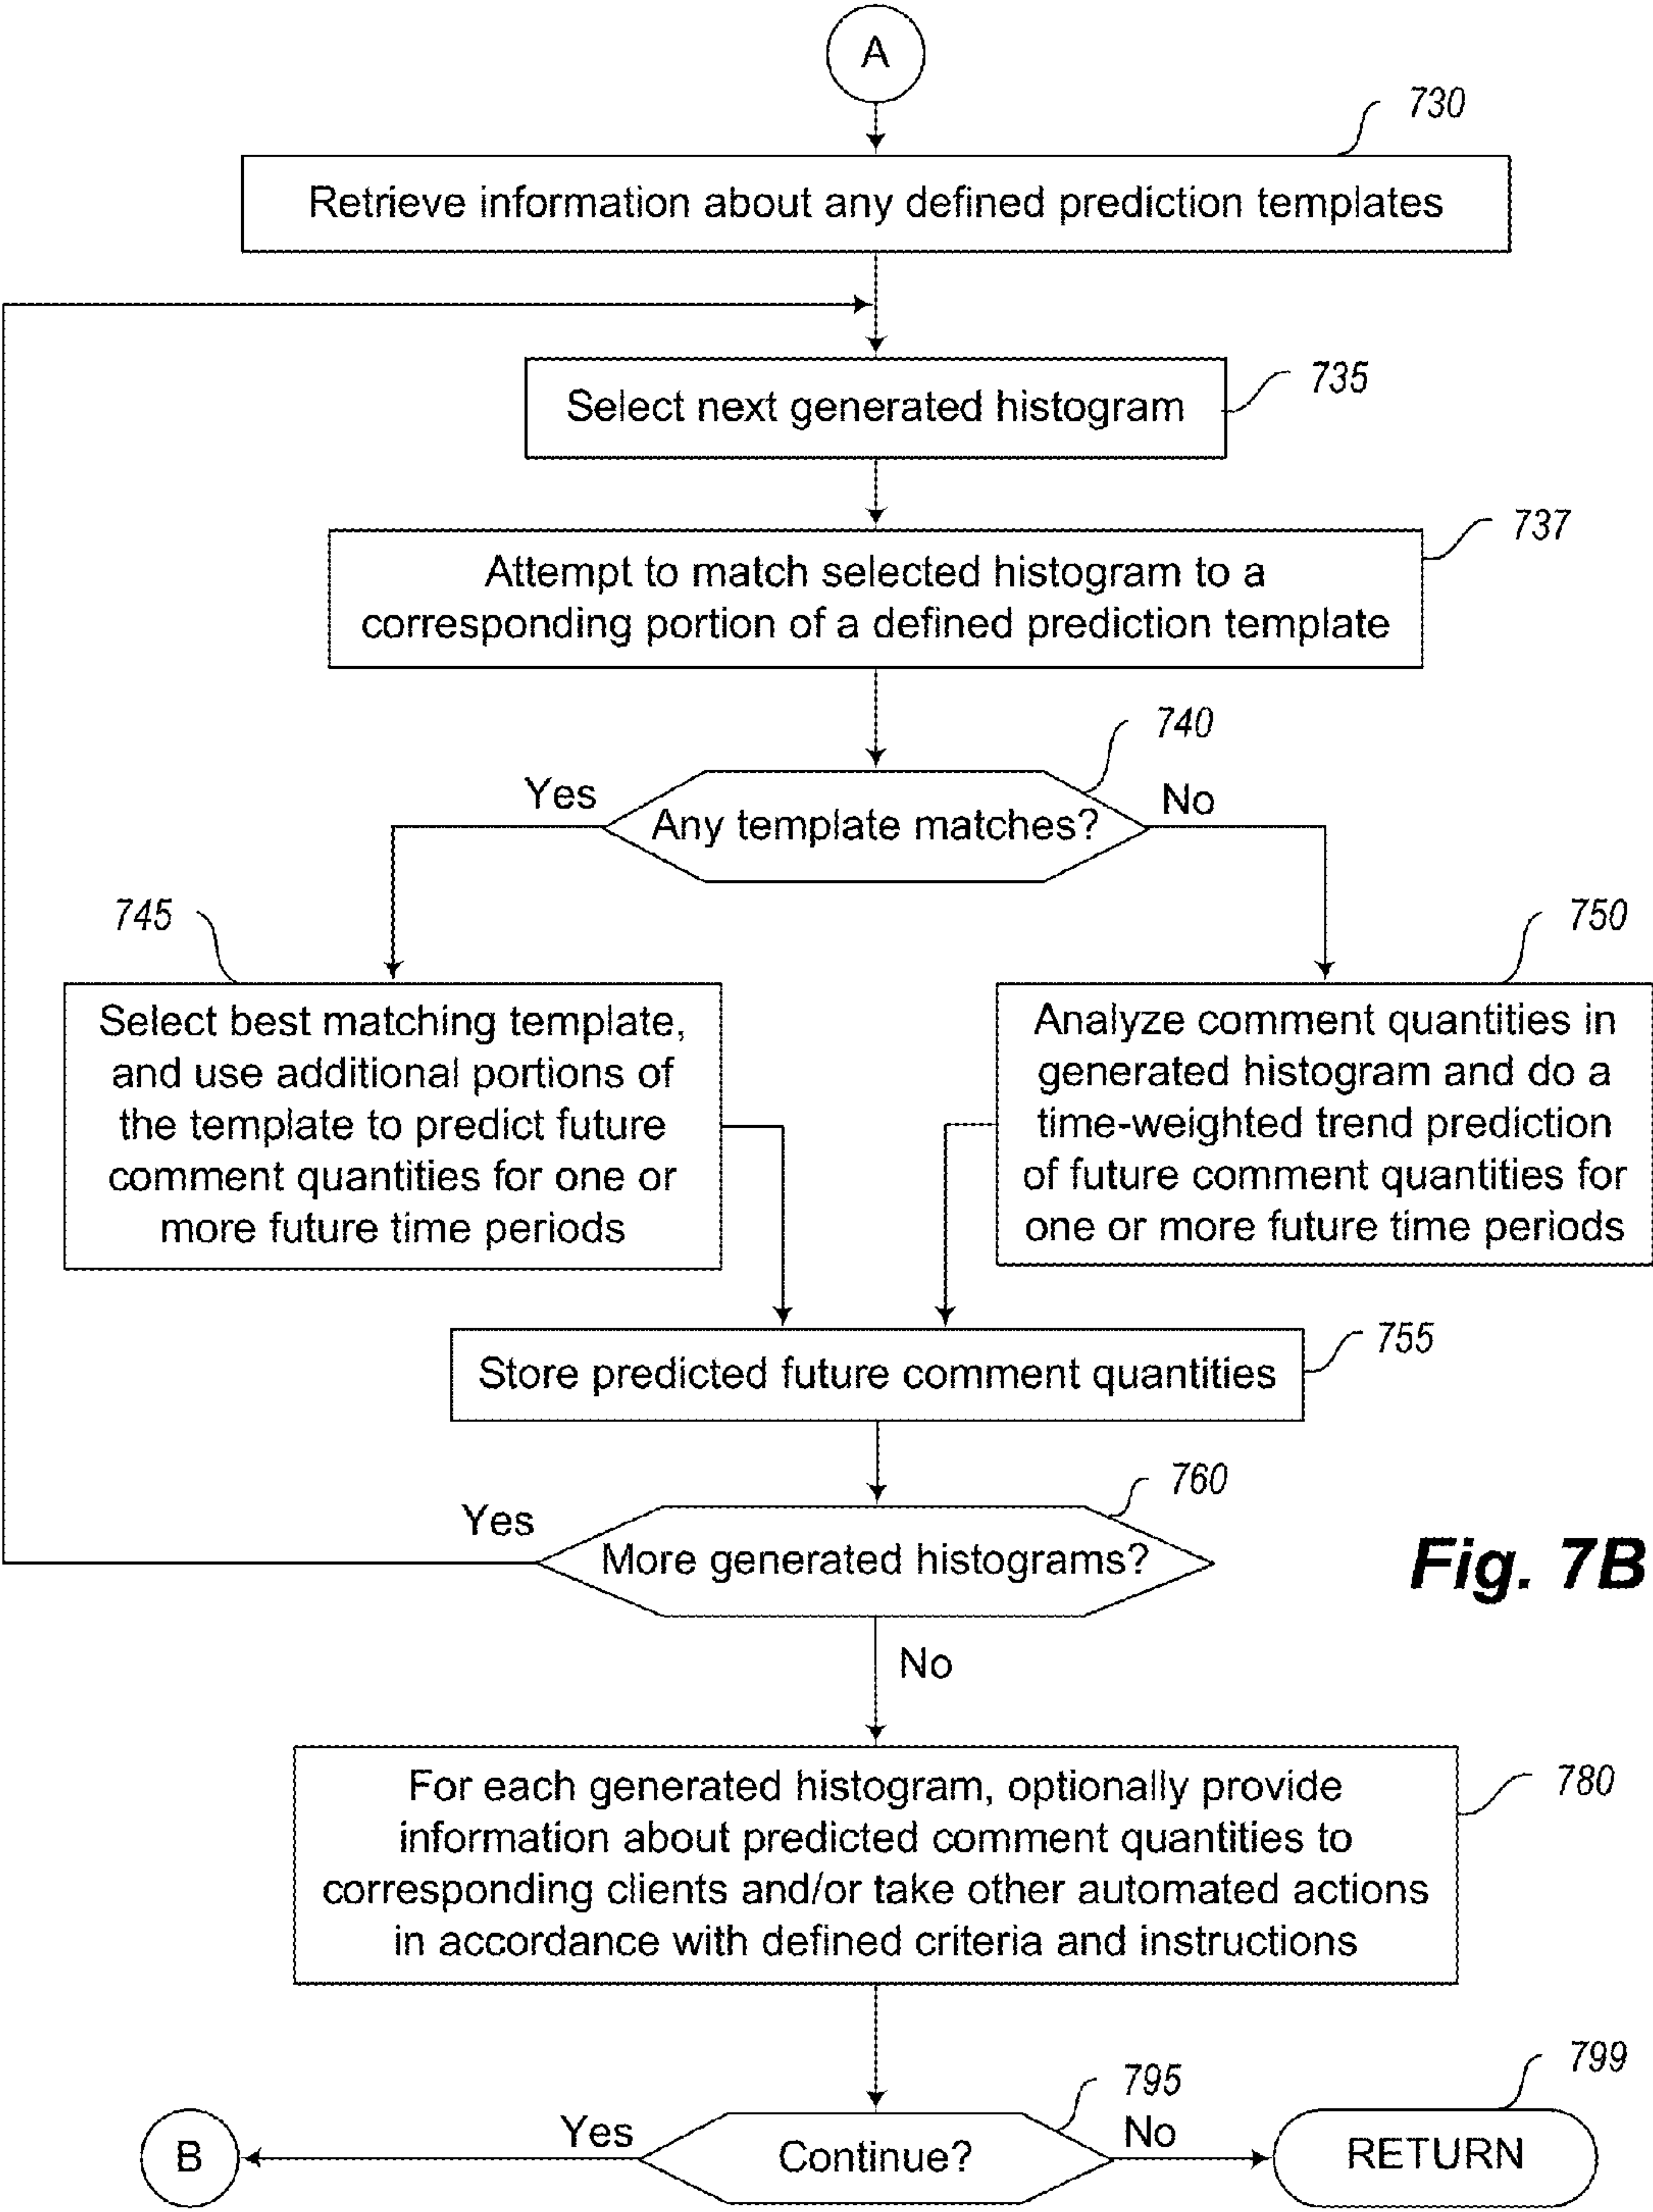 A
730
Retrieve information about any defined prediction templates
735
Select next generated histogram
737
Attempt to match selected histogram to a
corresponding portion of a defined prediction template
740
Yes
No
Any template matches?
745
750
Select best matching template,
and use additional portions of
the template to predict future
comment quantities for one or
more future time periods
Analyze comment quantities in
generated histogram and do a
time-weighted trend prediction
of future comment quantities for
one or more future time periods
755
Store predicted future comment quantities
760
Yes
More generated histograms?
Fig. 7B
No
780
For each generated histogram, optionally provide
information about predicted comment quantities to
corresponding clients and/or take other automated actions
in accordance with defined criteria and instructions
795
799
Yes
No
B
Continue?
RETURN